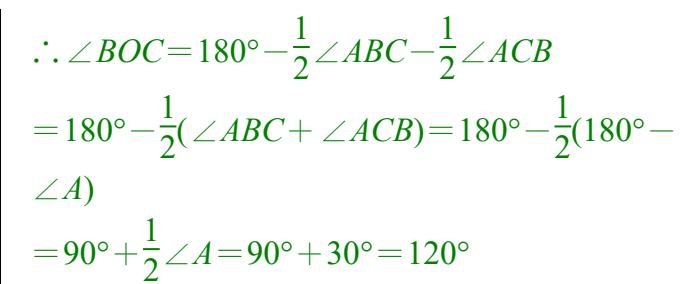 ∴∠BOC＝180°－1/2∠ABC－1/2∠ACB
＝180°－1/2(∠ABC＋∠ACB)＝180°－1/2(180°－
∠A)
＝90°＋1/2∠A＝90°＋30°＝120°